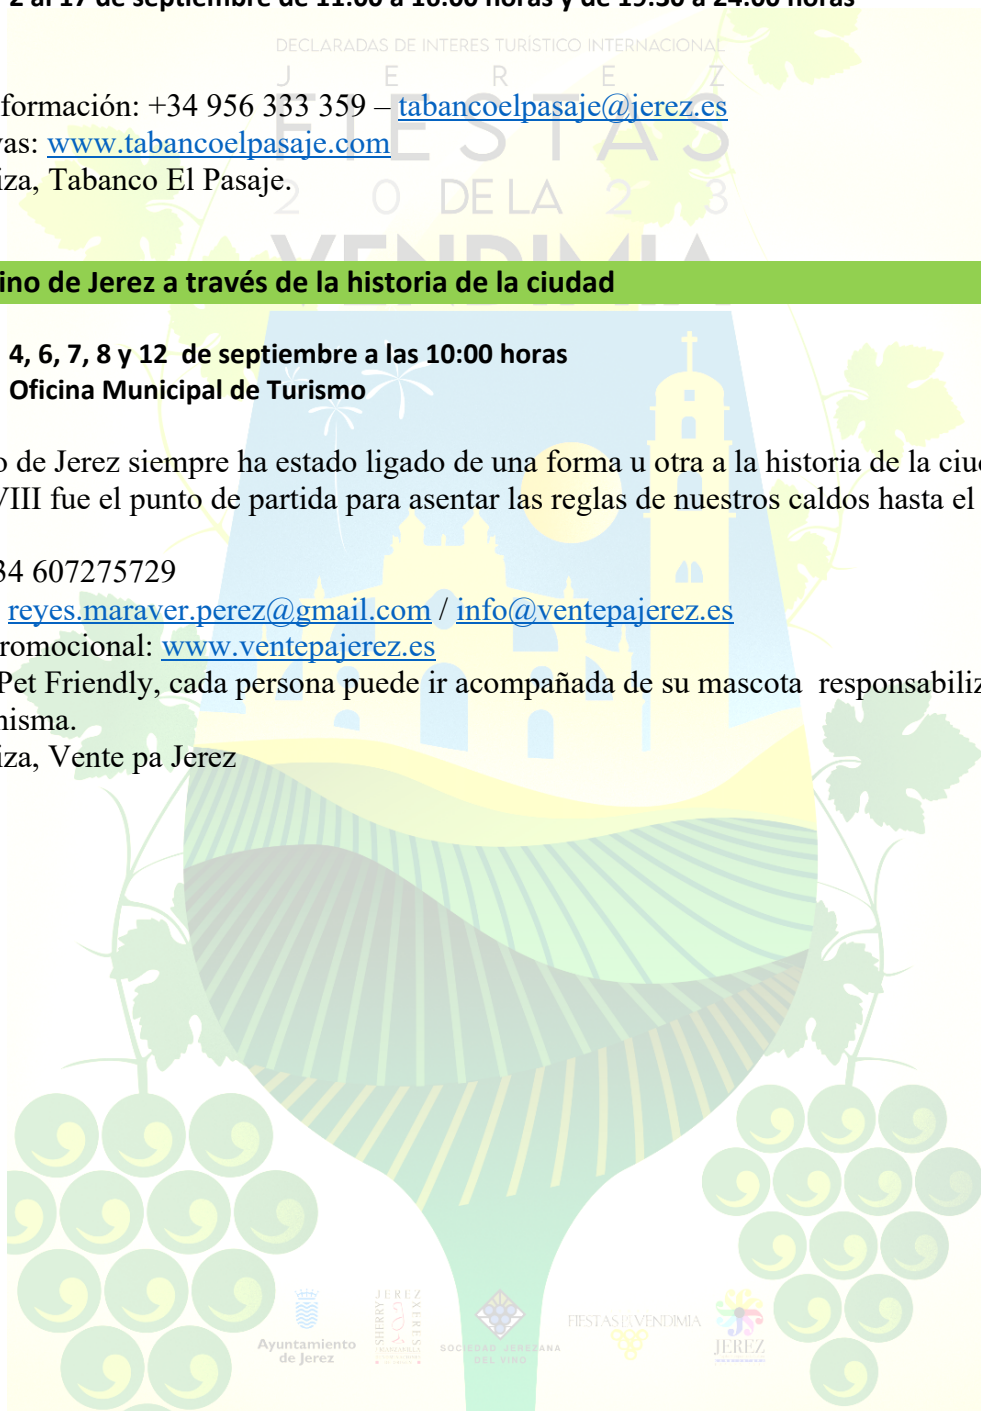 2 al 17 de septiembre de 11:00 a 16:00 horas y de 19:30 a 24:00 horas
DECLARADAS DE INTERES TURÍSTICO INTERNACIONAL
J E R E Z
formación: +34 956 333 359 – tabancoelpasaje@jerez.es
FIESTAS
vas: www.tabancoelpasaje.com
iza, Tabanco El Pasaje.
20 DE LA 23
VENDIMIA
ino de Jerez a través de la historia de la ciudad
4, 6, 7, 8 y 12 de septiembre a las 10:00 horas
Oficina Municipal de Turismo
o de Jerez siempre ha estado ligado de una forma u otra a la historia de la ciud
VIII fue el punto de partida para asentar las reglas de nuestros caldos hasta el
34 607275729
reyes.maraver.perez@gmail.com / info@ventepajerez.es
romocional: www.ventepajerez.es
Pet Friendly, cada persona puede ir acompañada de su mascota responsabiliz
nisma.
iza, Vente pa Jerez
Ayuntamiento
de Jerez
JEREZ
XERES
SHERRY
SOCIEDAD JEREZANA
DEL VINO
FIESTAS DE LA VENDIMIA
JEREZ